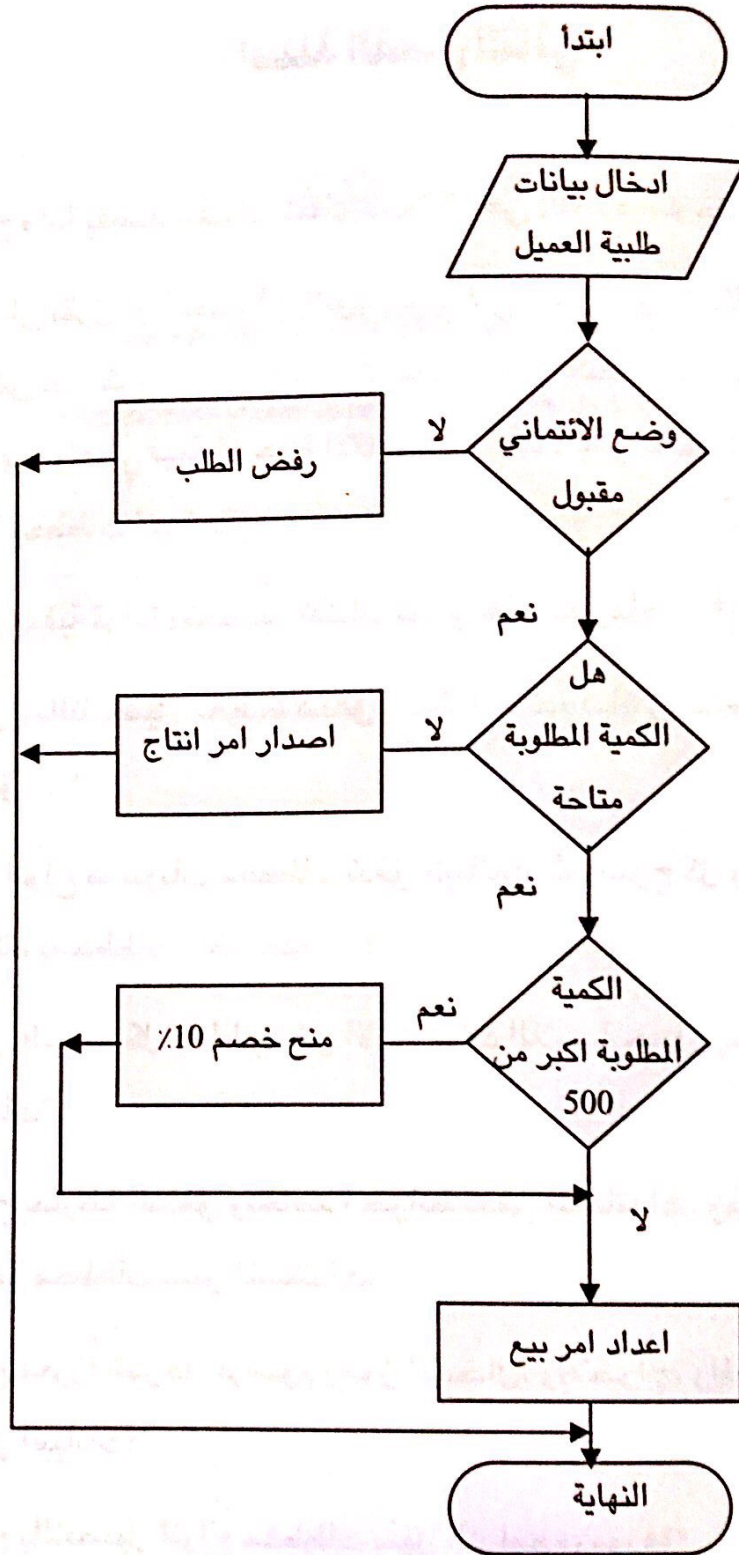 ابتدأ
ادخال بيانات
طلبية العميل
وضع الائتماني
مقبول
لا
رفض الطلب
نعم
هل
الكمية المطلوبة
متاحة
لا
اصدار امر انتاج
نعم
الكمية
المطلوبة اكبر من
500
نعم
منح خصم 10٪
لا
اعداد امر بيع
النهاية